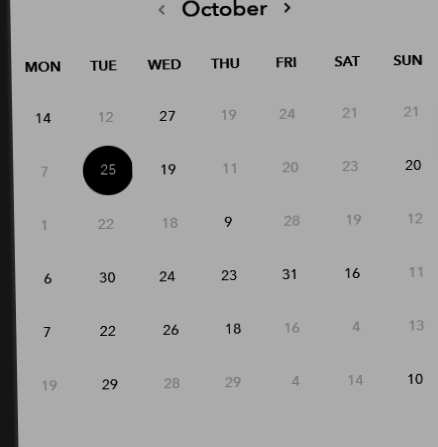 ‹ October ›
MON TUE WED THU FRI SAT SUN
14 12 27 19 24 21 21
7 25 19 11 20 23 20
1 22 18 9 28 19 12
6 30 24 23 31 16 11
7 22 26 18 16 4 13
19 29 28 29 4 14 10